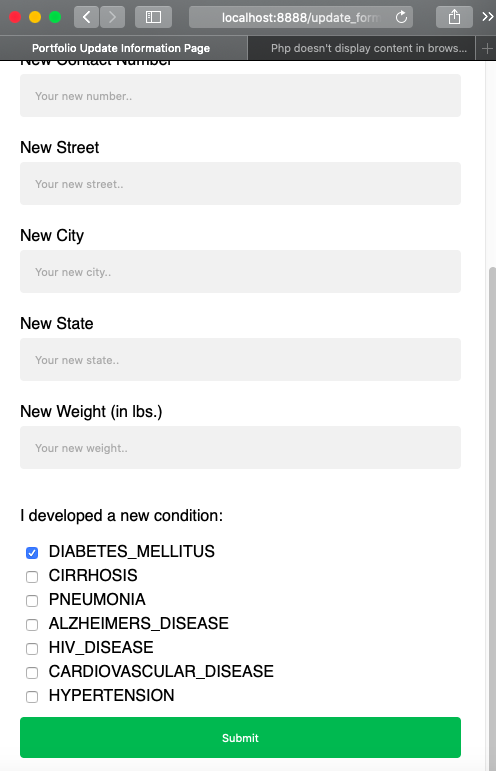 localhost:8888/update_form
Portfolio Update Information Page
Php doesn't display content in brows...
New Contact Number
Your new number..
New Street
Your new street..
New City
Your new city..
New State
Your new state..
New Weight (in lbs.)
Your new weight..
I developed a new condition:
DIABETES_MELLITUS
CIRRHOSIS
PNEUMONIA
ALZHEIMERS_DISEASE
HIV_DISEASE
CARDIOVASCULAR_DISEASE
HYPERTENSION
Submit